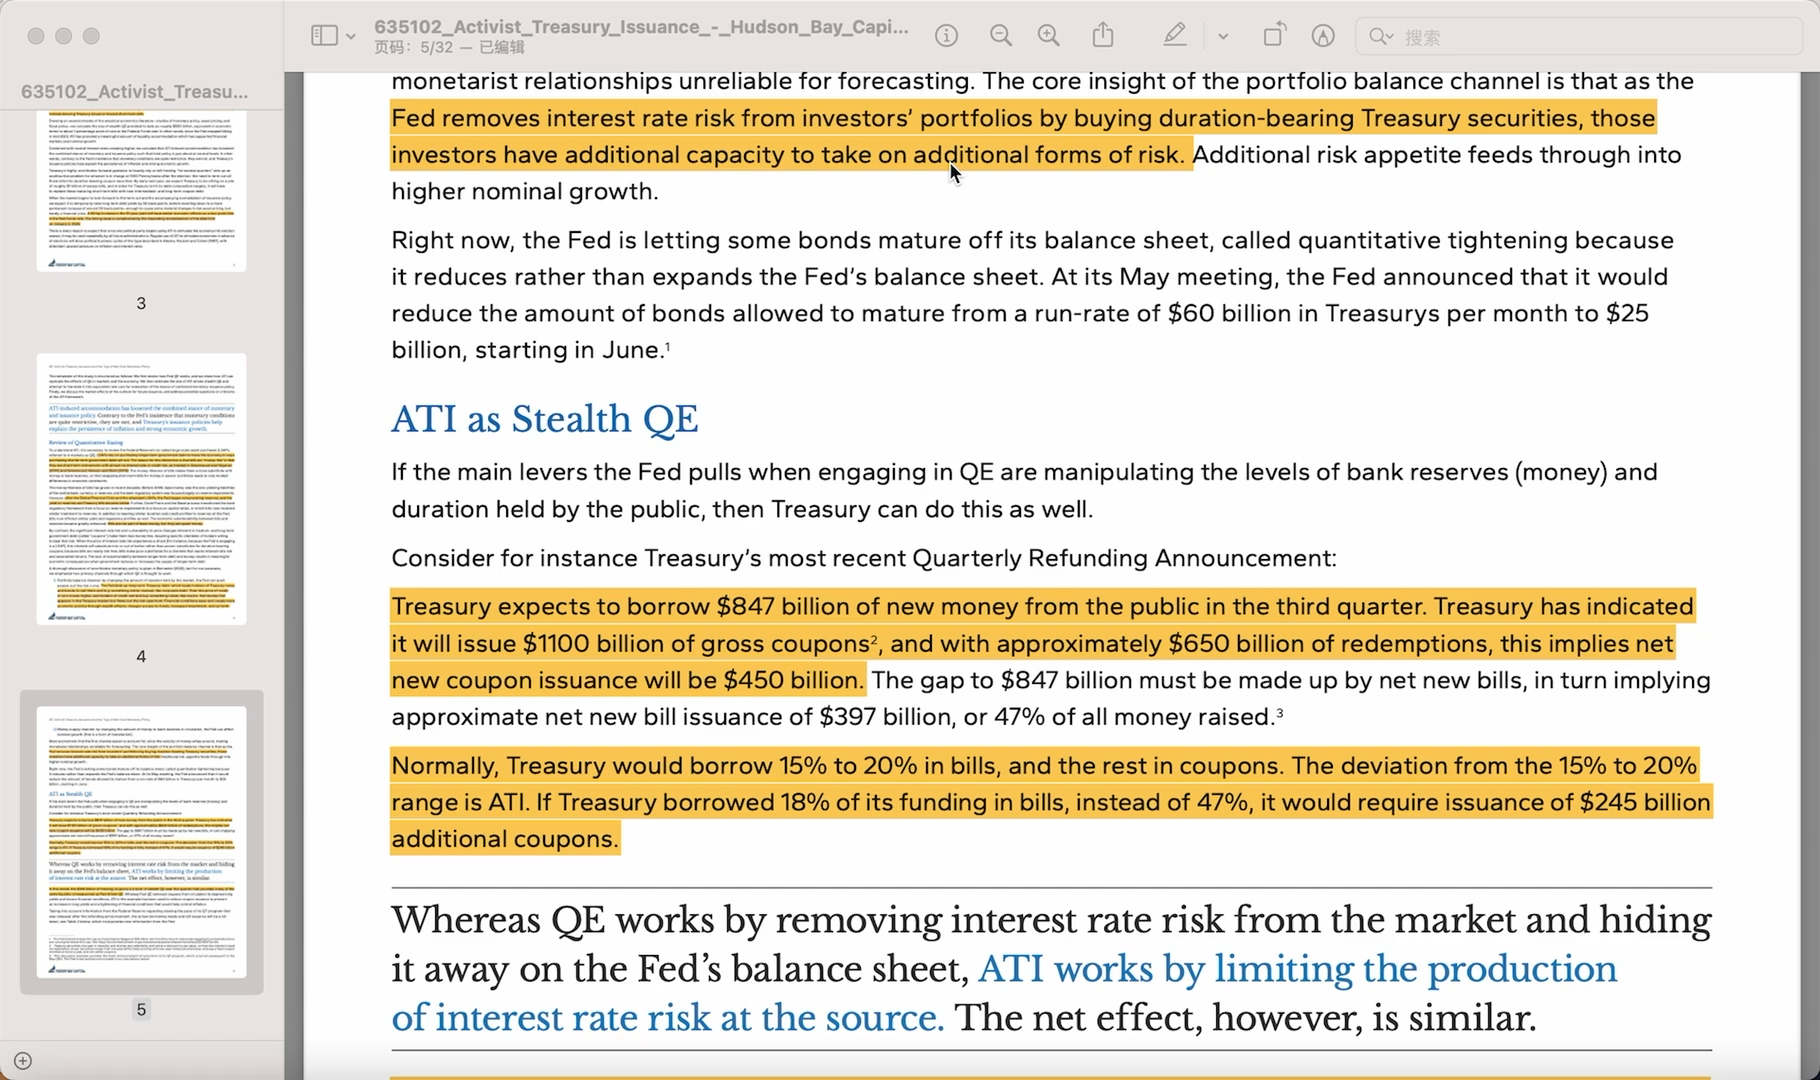 635102_Activist_Treasury_Issuance_-_Hudson_Bay_Capi...
页码：5/32 — 已编辑
搜索
635102_Activist_Treasu...
3
4
5
monetarist relationships unreliable for forecasting. The core insight of the portfolio balance channel is that as the
Fed removes interest rate risk from investors’ portfolios by buying duration-bearing Treasury securities, those
investors have additional capacity to take on additional forms of risk. Additional risk appetite feeds through into
higher nominal growth.
Right now, the Fed is letting some bonds mature off its balance sheet, called quantitative tightening because
it reduces rather than expands the Fed’s balance sheet. At its May meeting, the Fed announced that it would
reduce the amount of bonds allowed to mature from a run-rate of $60 billion in Treasurys per month to $25
billion, starting in June.¹
ATI as Stealth QE
If the main levers the Fed pulls when engaging in QE are manipulating the levels of bank reserves (money) and
duration held by the public, then Treasury can do this as well.
Consider for instance Treasury’s most recent Quarterly Refunding Announcement:
Treasury expects to borrow $847 billion of new money from the public in the third quarter. Treasury has indicated
it will issue $1100 billion of gross coupons², and with approximately $650 billion of redemptions, this implies net
new coupon issuance will be $450 billion. The gap to $847 billion must be made up by net new bills, in turn implying
approximate net new bill issuance of $397 billion, or 47% of all money raised.³
Normally, Treasury would borrow 15% to 20% in bills, and the rest in coupons. The deviation from the 15% to 20%
range is ATI. If Treasury borrowed 18% of its funding in bills, instead of 47%, it would require issuance of $245 billion
additional coupons.
Whereas QE works by removing interest rate risk from the market and hiding
it away on the Fed’s balance sheet, ATI works by limiting the production
of interest rate risk at the source. The net effect, however, is similar.